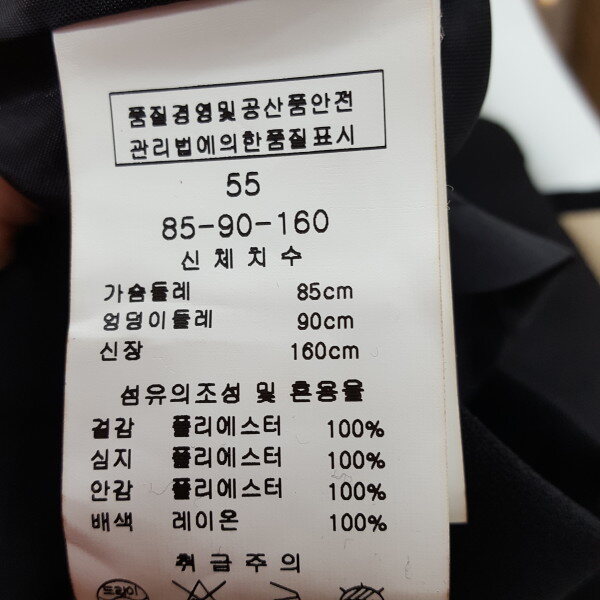 품질경영및공산품안전
관리법에의한품질표시
55
85-90-160
신체치수
가슴둘레 85cm
엉덩이둘레 90cm
신장 160cm
섬유의조성 및 혼용율
겉감 폴리에스터 100%
심지 폴리에스터 100%
안감 폴리에스터 100%
배색 레이온 100%
취급주의
드라이